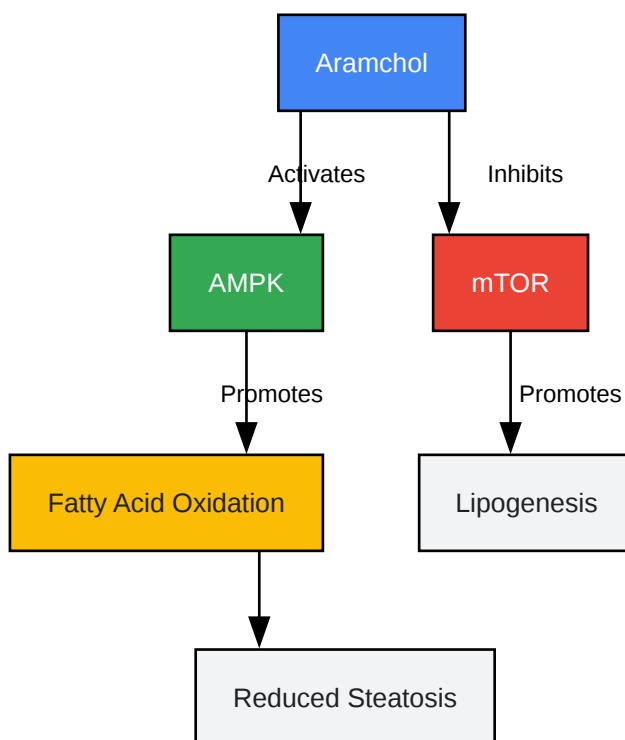 Aramchol
Activates
Inhibits
AMPK
mTOR
Promotes
Promotes
Fatty Acid Oxidation
Lipogenesis
Reduced Steatosis